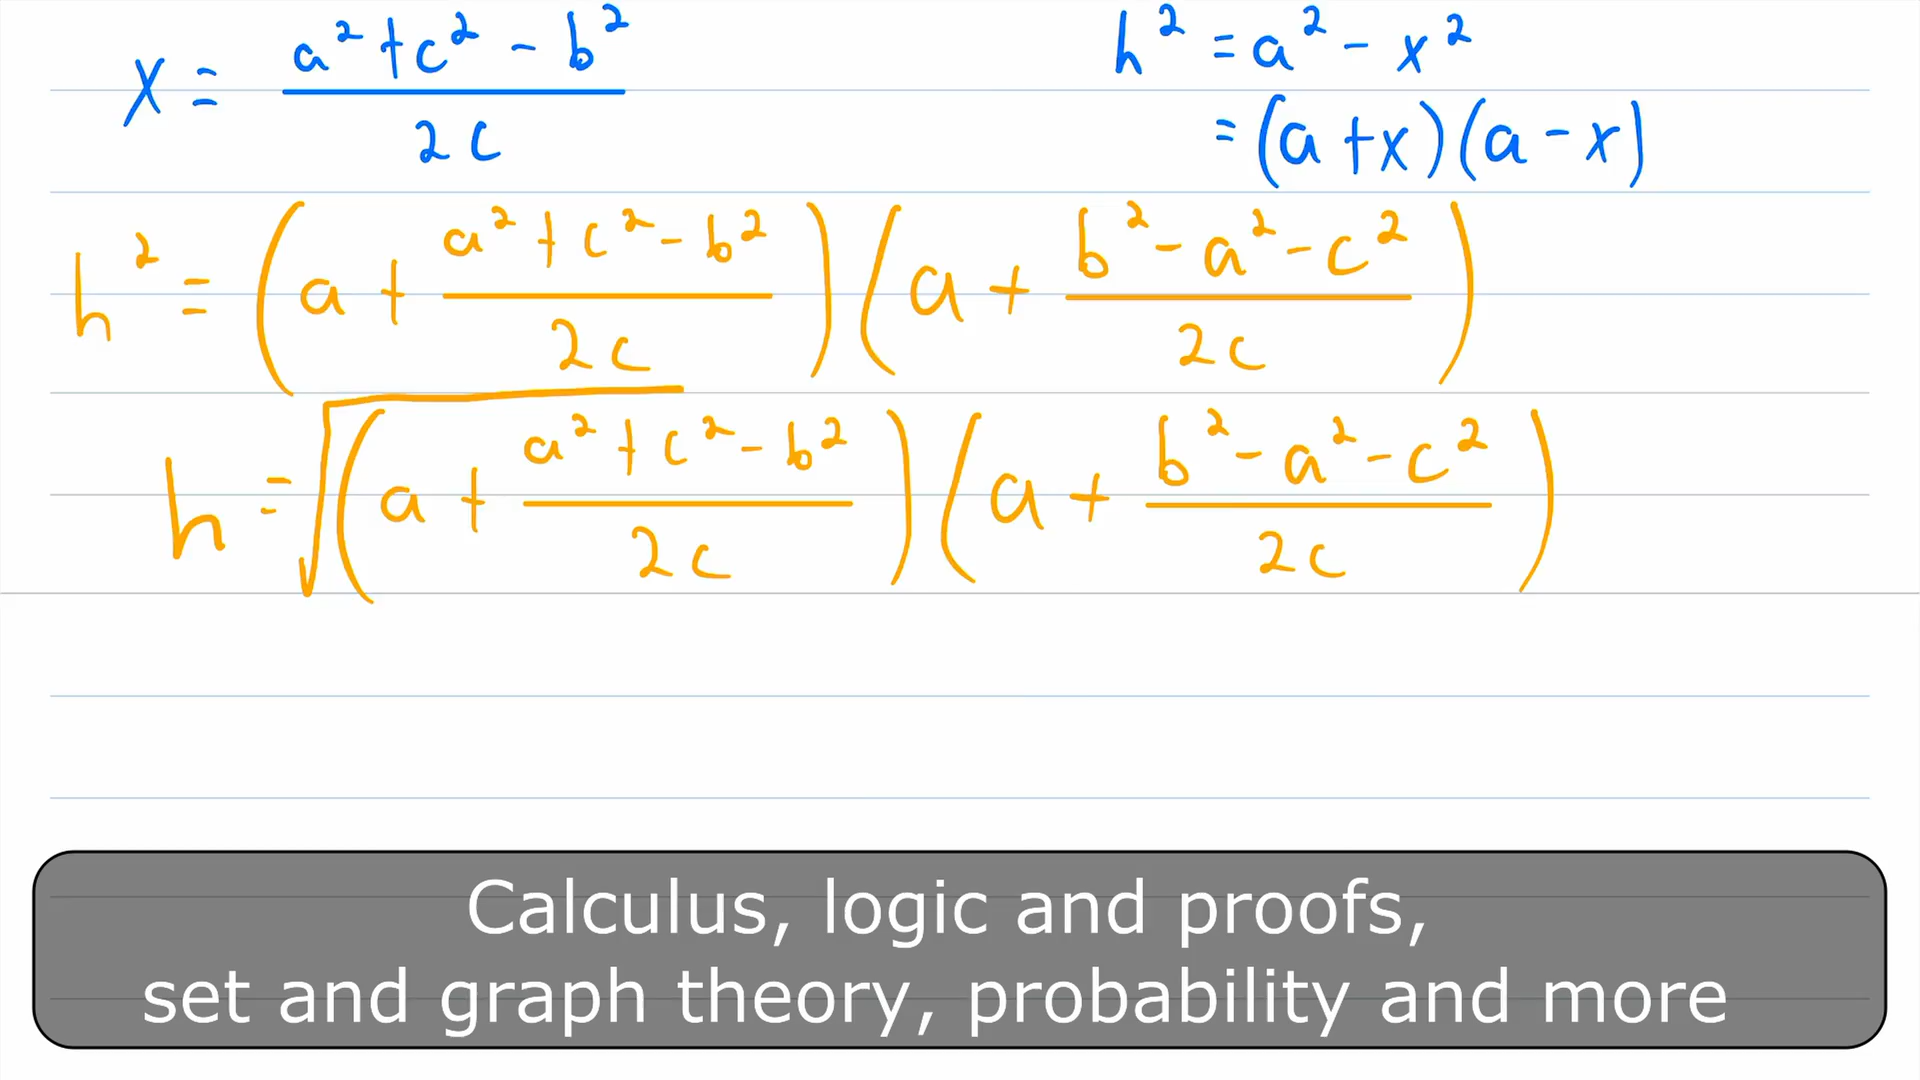 x = (a² + c² - b²) / 2c
h² = a² - x²
= (a + x)(a - x)
h² = (a + (a² + c² - b²) / 2c)(a + (b² - a² - c²) / 2c)
h = √(a + (a² + c² - b²) / 2c)(a + (b² - a² - c²) / 2c)
Calculus, logic and proofs,
set and graph theory, probability and more